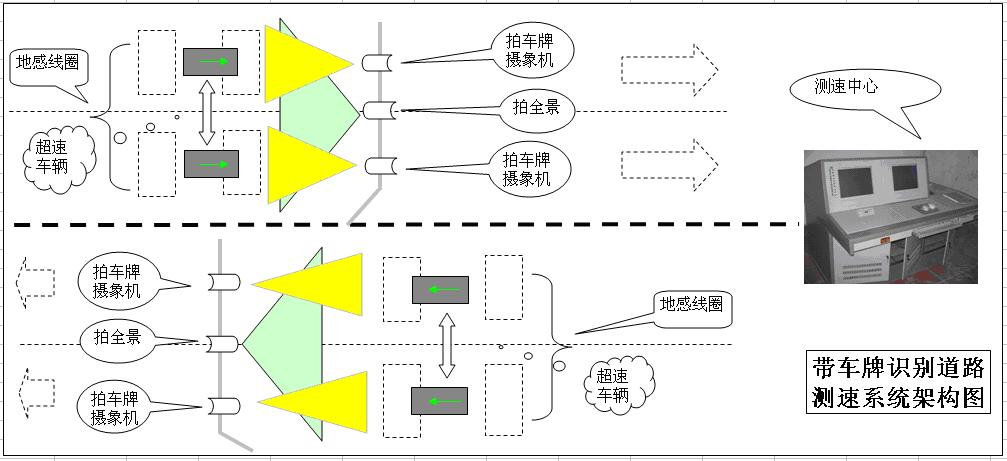 地感线圈
拍车牌
摄象机
测速中心
拍全景
超速
车辆
拍车牌
摄象机
拍车牌
摄象机
地感线圈
拍全景
带车牌识别道路
测速系统架构图
超速
车辆
拍车牌
摄象机